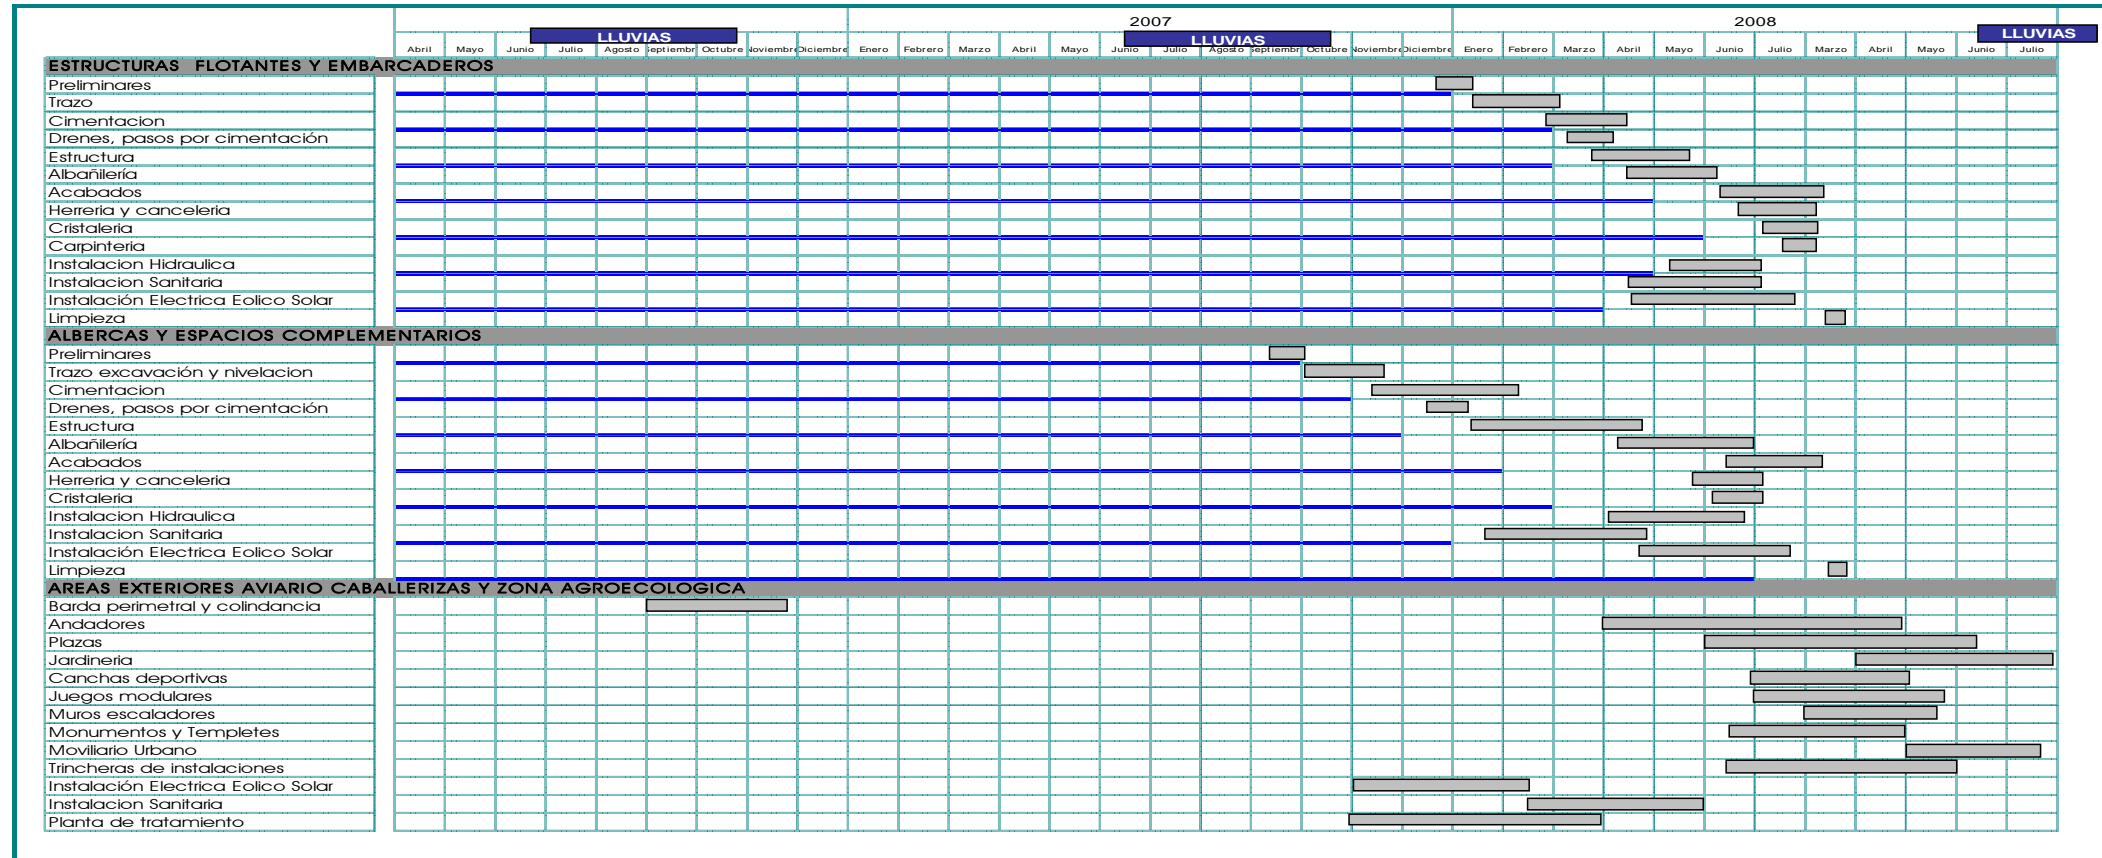 2007 2008
LLUVIAS LLUVIAS LLUVIAS
Abril Mayo Junio Julio Agosto Septiembr Octubre Noviembre Diciembre Enero Febrero Marzo Abril Mayo Junio Julio Agosto Septiembr Octubre Noviembre Diciembre Enero Febrero Marzo Abril Mayo Junio Julio Marzo Abril Mayo Junio Julio
ESTRUCTURAS FLOTANTES Y EMBARCADEROS
Preliminares
Trazo
Cimentacion
Drenes, pasos por cimentación
Estructura
Albañilería
Acabados
Herreria y canceleria
Cristaleria
Carpinteria
Instalacion Hidraulica
Instalacion Sanitaria
Instalación Electrica Eolico Solar
Limpieza
ALBERCAS Y ESPACIOS COMPLEMENTARIOS
Preliminares
Trazo excavación y nivelacion
Cimentacion
Drenes, pasos por cimentación
Estructura
Albañilería
Acabados
Herreria y canceleria
Cristaleria
Instalacion Hidraulica
Instalacion Sanitaria
Instalación Electrica Eolico Solar
Limpieza
AREAS EXTERIORES AVIARIO CABALLERIZAS Y ZONA AGROECOLOGICA
Barda perimetral y colindancia
Andadores
Plazas
Jardineria
Canchas deportivas
Juegos modulares
Muros escaladores
Monumentos y Templetes
Moviliario Urbano
Trincheras de instalaciones
Instalación Electrica Eolico Solar
Instalacion Sanitaria
Planta de tratamiento